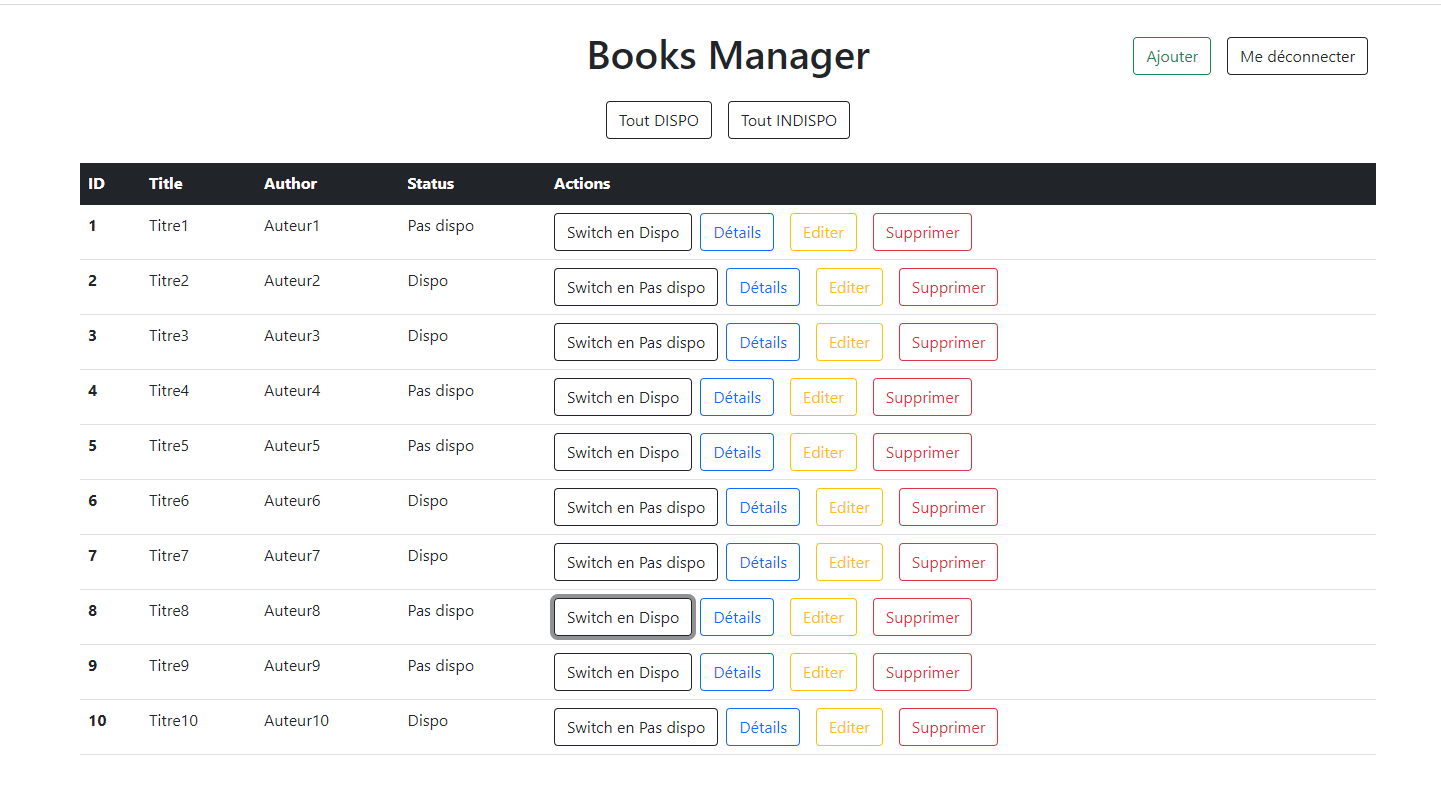 Books Manager Ajouter Me déconnecter
Tout DISPO Tout INDISPO
ID Title Author Status Actions
1 Titre1 Auteur1 Pas dispo Switch en Dispo Détails Editer Supprimer
2 Titre2 Auteur2 Dispo Switch en Pas dispo Détails Editer Supprimer
3 Titre3 Auteur3 Dispo Switch en Pas dispo Détails Editer Supprimer
4 Titre4 Auteur4 Pas dispo Switch en Dispo Détails Editer Supprimer
5 Titre5 Auteur5 Pas dispo Switch en Dispo Détails Editer Supprimer
6 Titre6 Auteur6 Dispo Switch en Pas dispo Détails Editer Supprimer
7 Titre7 Auteur7 Dispo Switch en Pas dispo Détails Editer Supprimer
8 Titre8 Auteur8 Pas dispo Switch en Dispo Détails Editer Supprimer
9 Titre9 Auteur9 Pas dispo Switch en Dispo Détails Editer Supprimer
10 Titre10 Auteur10 Dispo Switch en Pas dispo Détails Editer Supprimer